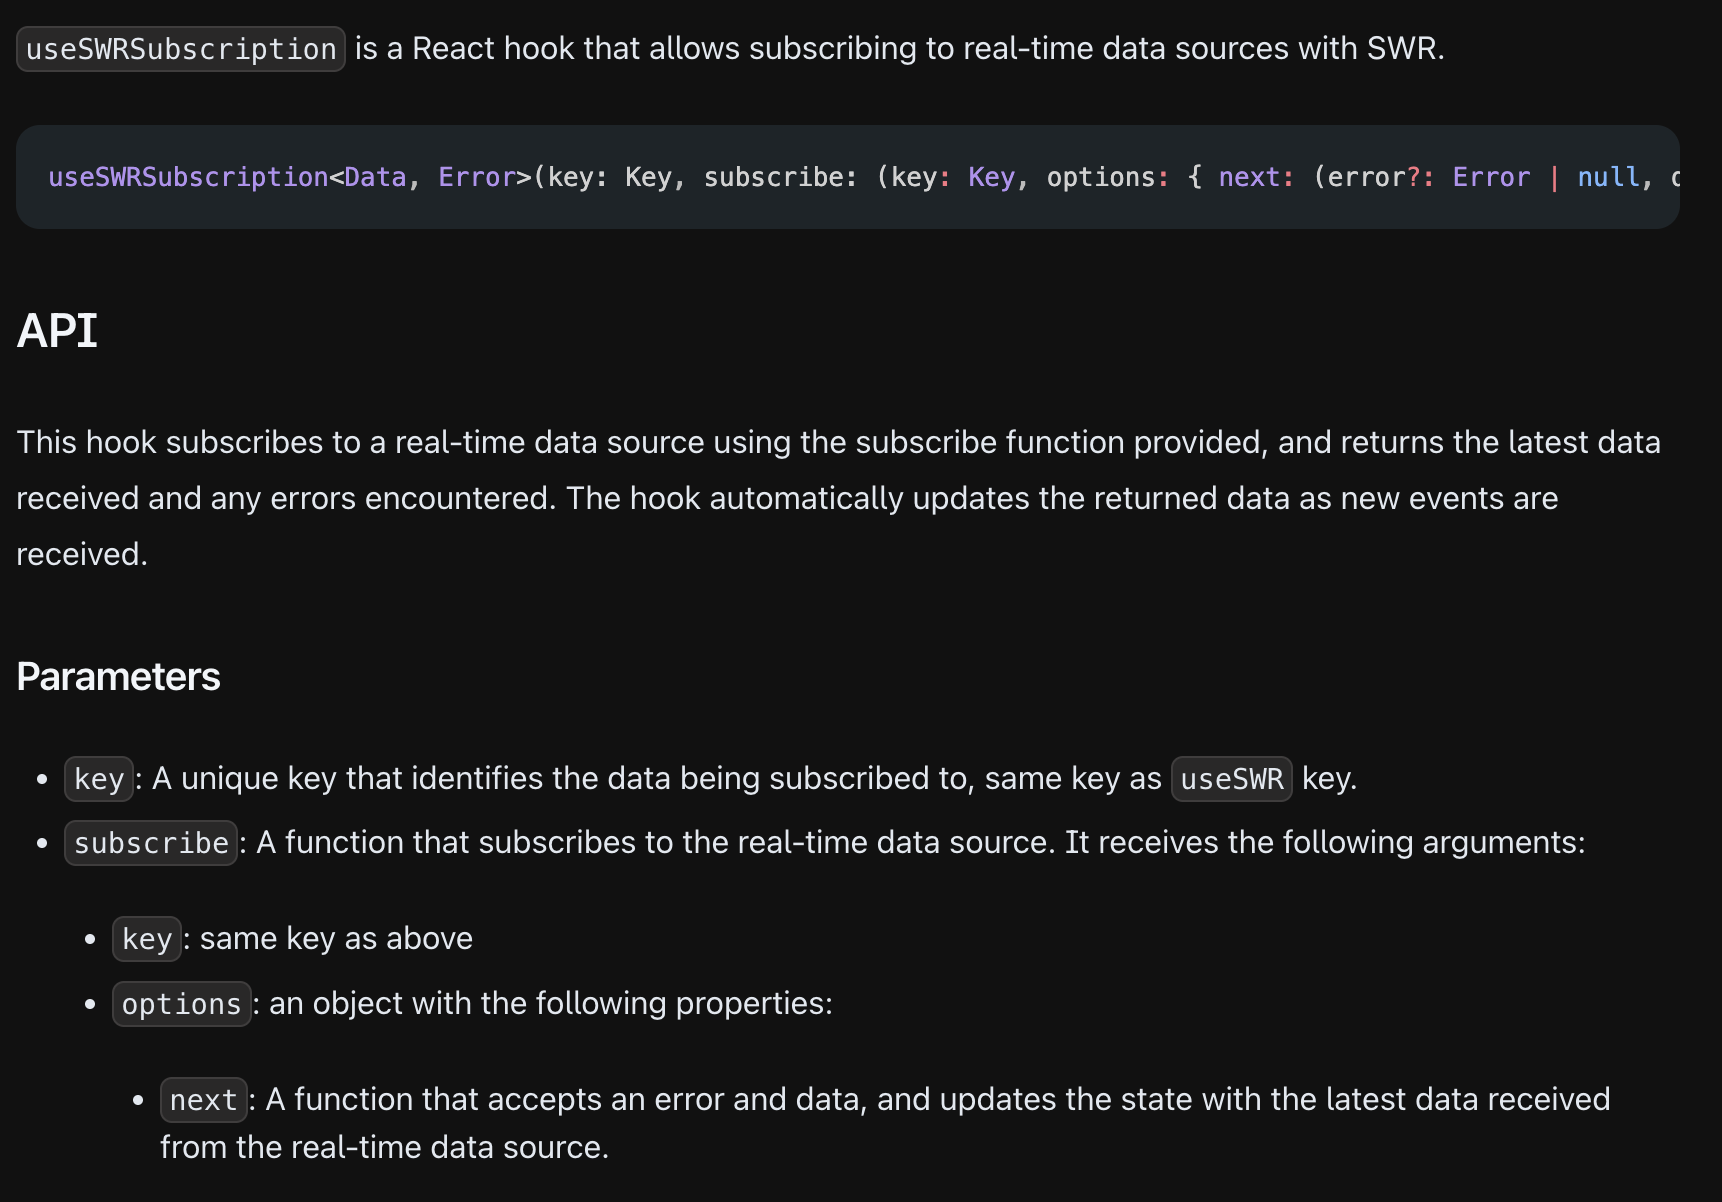 useSWRSubscription is a React hook that allows subscribing to real-time data sources with SWR.
useSWRSubscription<Data, Error>(key: Key, subscribe: (key: Key, options: { next: (error?: Error | null,
API
This hook subscribes to a real-time data source using the subscribe function provided, and returns the latest data
received and any errors encountered. The hook automatically updates the returned data as new events are
received.
Parameters
• key: A unique key that identifies the data being subscribed to, same key as useSWR key.
• subscribe: A function that subscribes to the real-time data source. It receives the following arguments:
• key: same key as above
• options: an object with the following properties:
• next: A function that accepts an error and data, and updates the state with the latest data received
from the real-time data source.